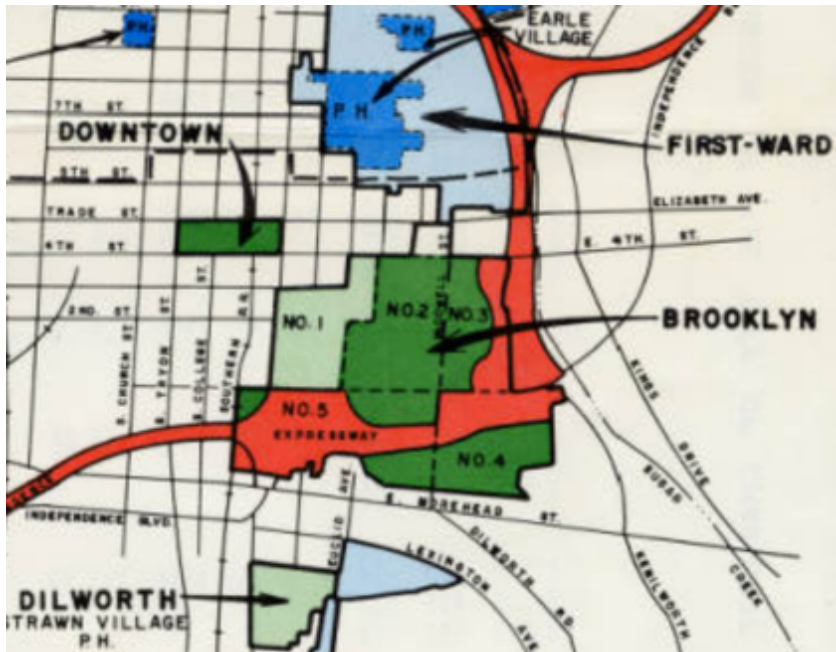 P.H.
P.H.
EARLE
VILLAGE
INDEPENDENCE
7TH ST.
P.H.
DOWNTOWN
FIRST-WARD
5TH ST.
TRADE ST.
ELIZABETH AVE.
4TH ST.
E. 4TH ST.
2ND. ST.
NO. 1
NO. 2
NO. 3
BROOKLYN
S. CHURCH ST.
S. TRYON ST.
S. COLLEGE ST.
SOUTHERN R.R.
NO. 5
EXPRESSWAY
NO. 4
KINGS DRIVE
SUGAR CREEK
E. MOREHEAD ST.
INDEPENDENCE BLVD.
EUCLID AVE.
LEXINGTON AVE
DILWORTH RD.
KENILWORTH
DILWORTH
STRAWN VILLAGE
P.H.